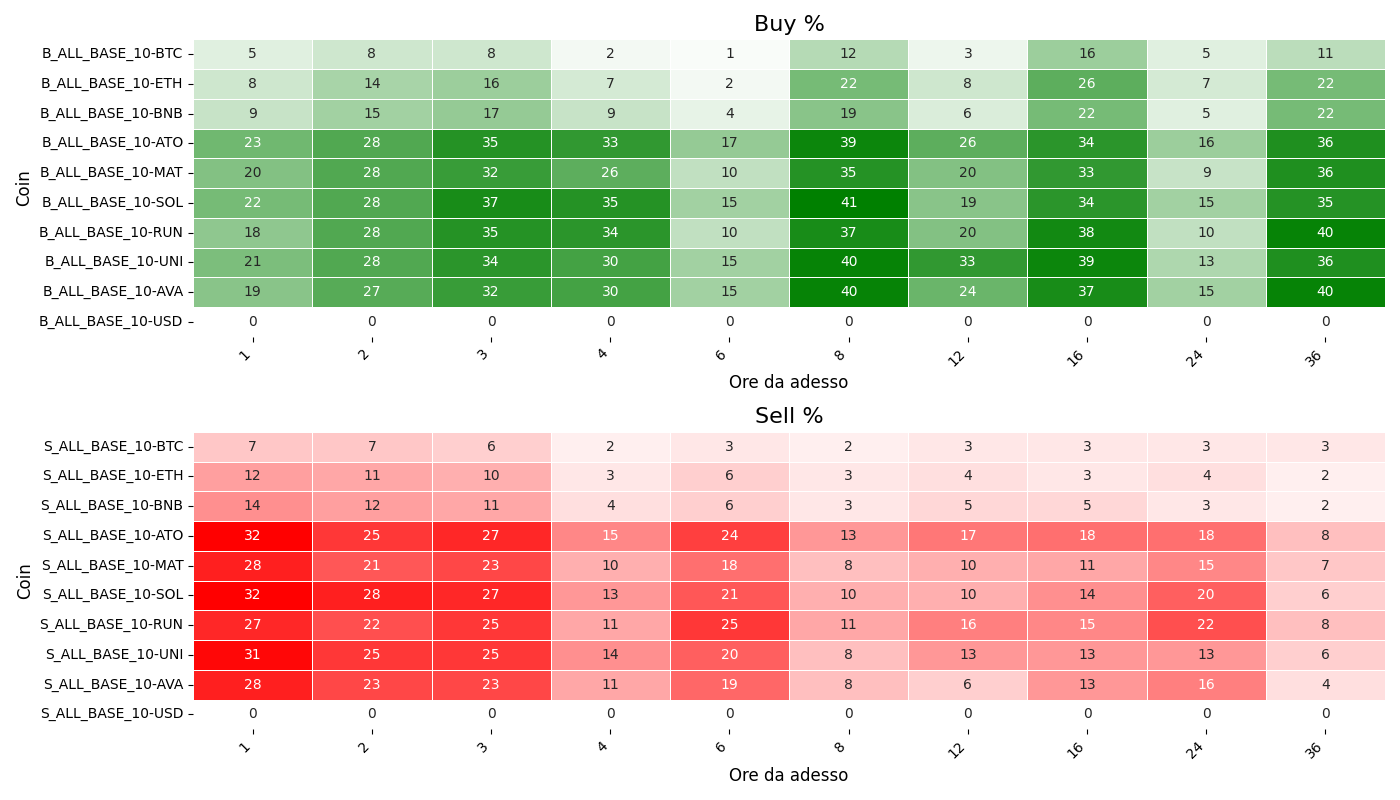 Buy %
Coin
B_ALL_BASE_10-BTC 5 8 8 2 1 12 3 16 5 11
B_ALL_BASE_10-ETH 8 14 16 7 2 22 8 26 7 22
B_ALL_BASE_10-BNB 9 15 17 9 4 19 6 22 5 22
B_ALL_BASE_10-ATO 23 28 35 33 17 39 26 34 16 36
B_ALL_BASE_10-MAT 20 28 32 26 10 35 20 33 9 36
B_ALL_BASE_10-SOL 22 28 37 35 15 41 19 34 15 35
B_ALL_BASE_10-RUN 18 28 35 34 10 37 20 38 10 40
B_ALL_BASE_10-UNI 21 28 34 30 15 40 33 39 13 36
B_ALL_BASE_10-AVA 19 27 32 30 15 40 24 37 15 40
B_ALL_BASE_10-USD 0 0 0 0 0 0 0 0 0 0
1 2 3 4 6 8 12 16 24 36
Ore da adesso
Sell %
Coin
S_ALL_BASE_10-BTC 7 7 6 2 3 2 3 3 3 3
S_ALL_BASE_10-ETH 12 11 10 3 6 3 4 3 4 2
S_ALL_BASE_10-BNB 14 12 11 4 6 3 5 5 3 2
S_ALL_BASE_10-ATO 32 25 27 15 24 13 17 18 18 8
S_ALL_BASE_10-MAT 28 21 23 10 18 8 10 11 15 7
S_ALL_BASE_10-SOL 32 28 27 13 21 10 10 14 20 6
S_ALL_BASE_10-RUN 27 22 25 11 25 11 16 15 22 8
S_ALL_BASE_10-UNI 31 25 25 14 20 8 13 13 13 6
S_ALL_BASE_10-AVA 28 23 23 11 19 8 6 13 16 4
S_ALL_BASE_10-USD 0 0 0 0 0 0 0 0 0 0
1 2 3 4 6 8 12 16 24 36
Ore da adesso